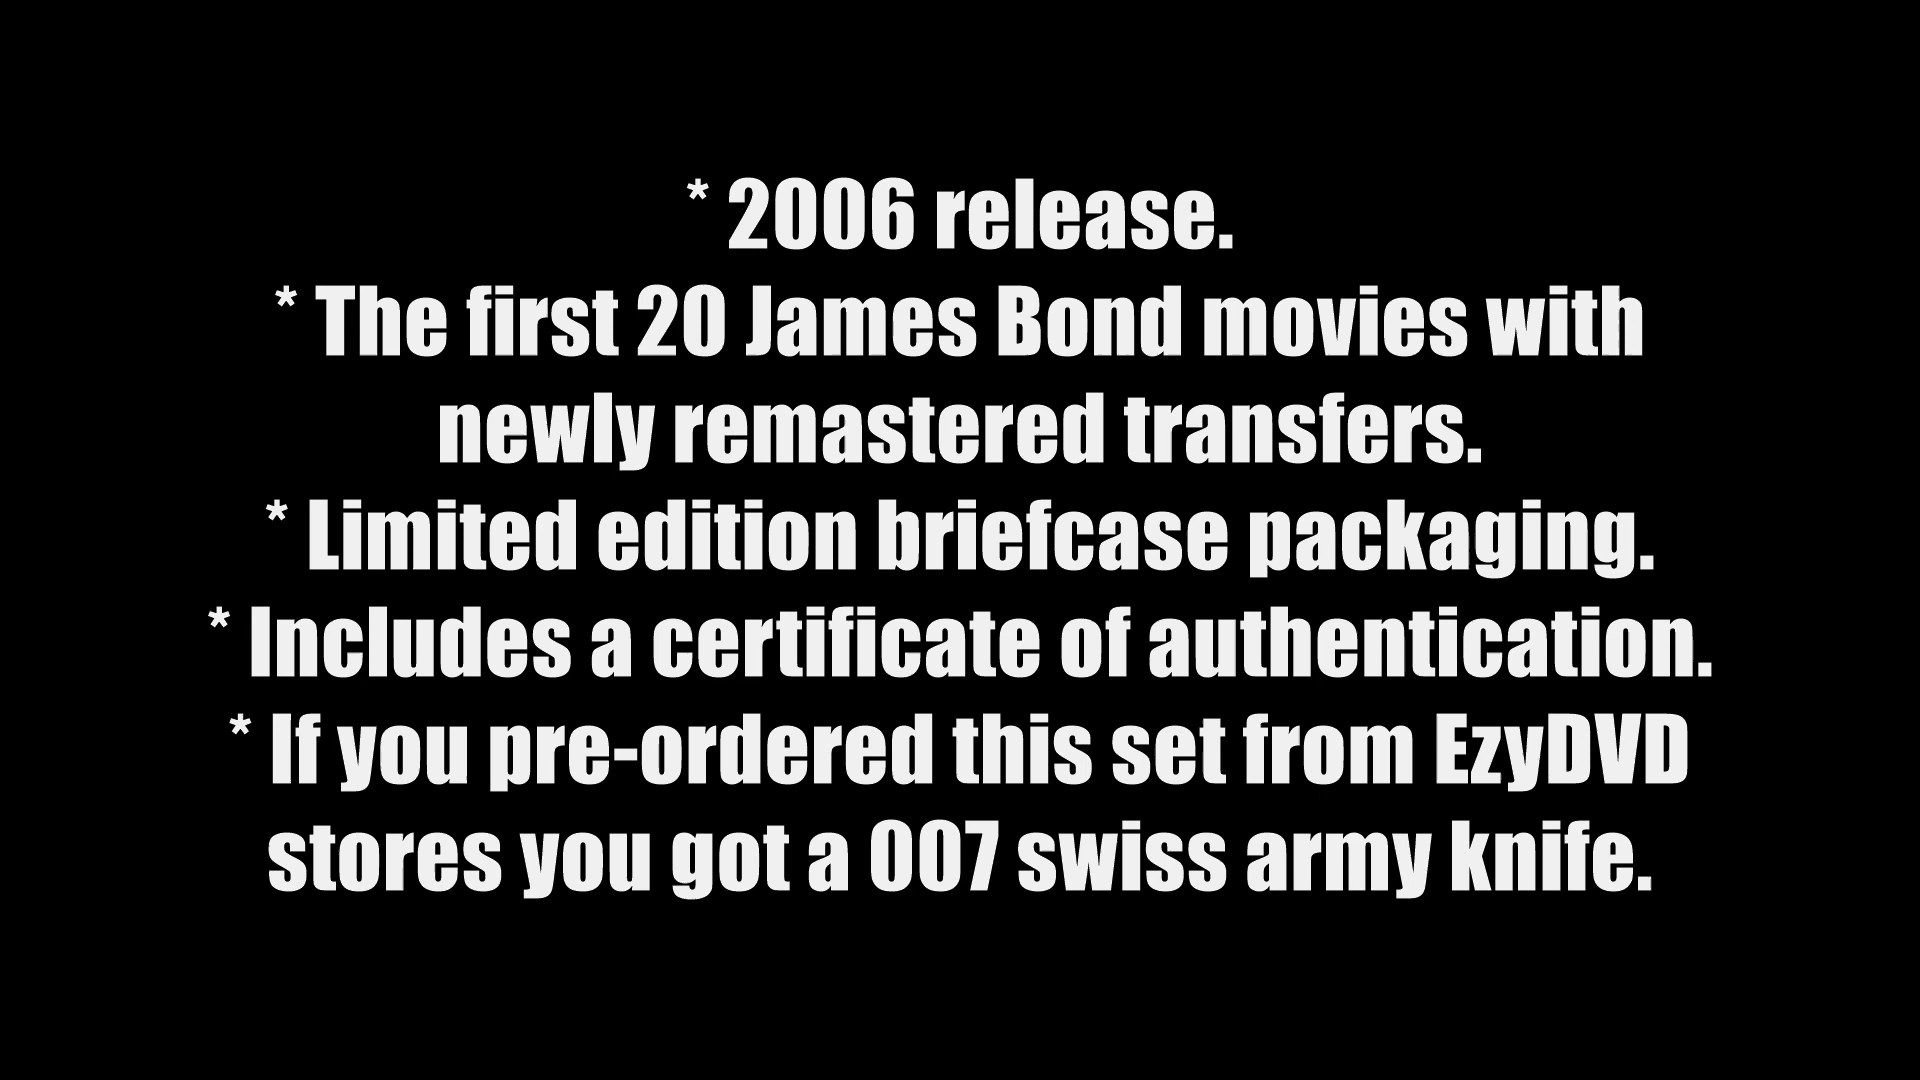 * 2006 release.
* The first 20 James Bond movies with
newly remastered transfers.
* Limited edition briefcase packaging.
* Includes a certificate of authentication.
* If you pre-ordered this set from EzyDVD
stores you got a 007 swiss army knife.